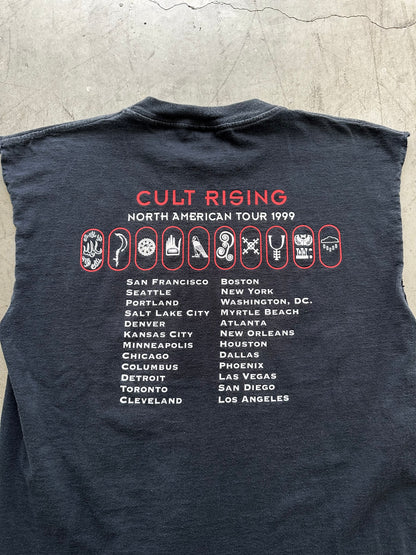 CULT RISING
NORTH AMERICAN TOUR 1999
SAN FRANCISCO
SEATTLE
PORTLAND
SALT LAKE CITY
DENVER
KANSAS CITY
MINNEAPOLIS
CHICAGO
COLUMBUS
DETROIT
TORONTO
CLEVELAND
BOSTON
NEW YORK
WASHINGTON, DC.
MYRTLE BEACH
ATLANTA
NEW ORLEANS
HOUSTON
DALLAS
PHOENIX
LAS VEGAS
SAN DIEGO
LOS ANGELES